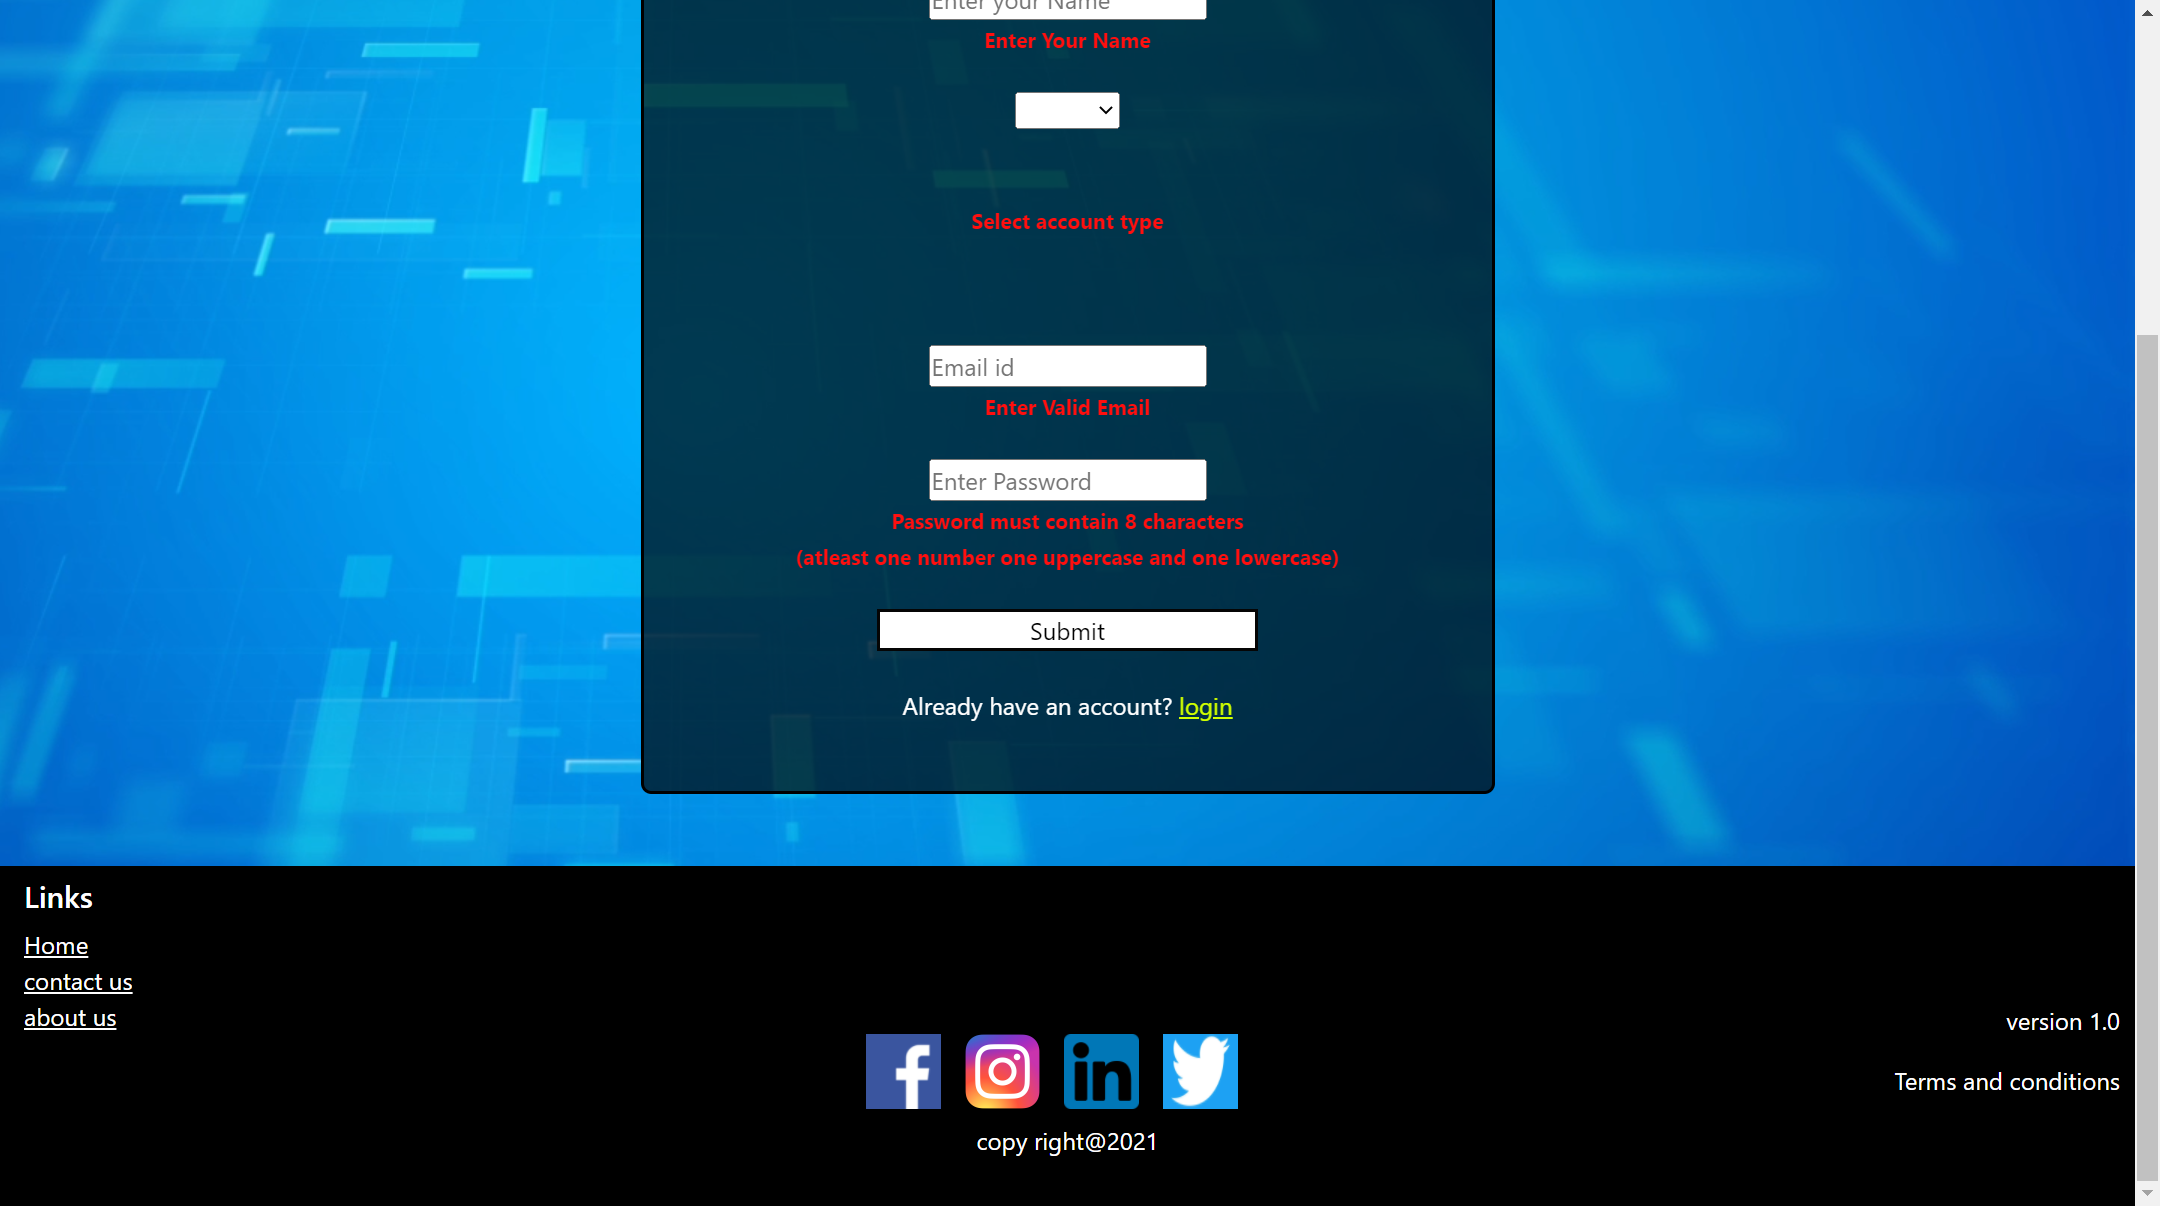 Enter your Name
Enter Your Name
Select account type
Email id
Enter Valid Email
Enter Password
Password must contain 8 characters
(atleast one number one uppercase and one lowercase)
Submit
Already have an account? login
Links
Home
contact us
about us
version 1.0
Terms and conditions
copy right@2021